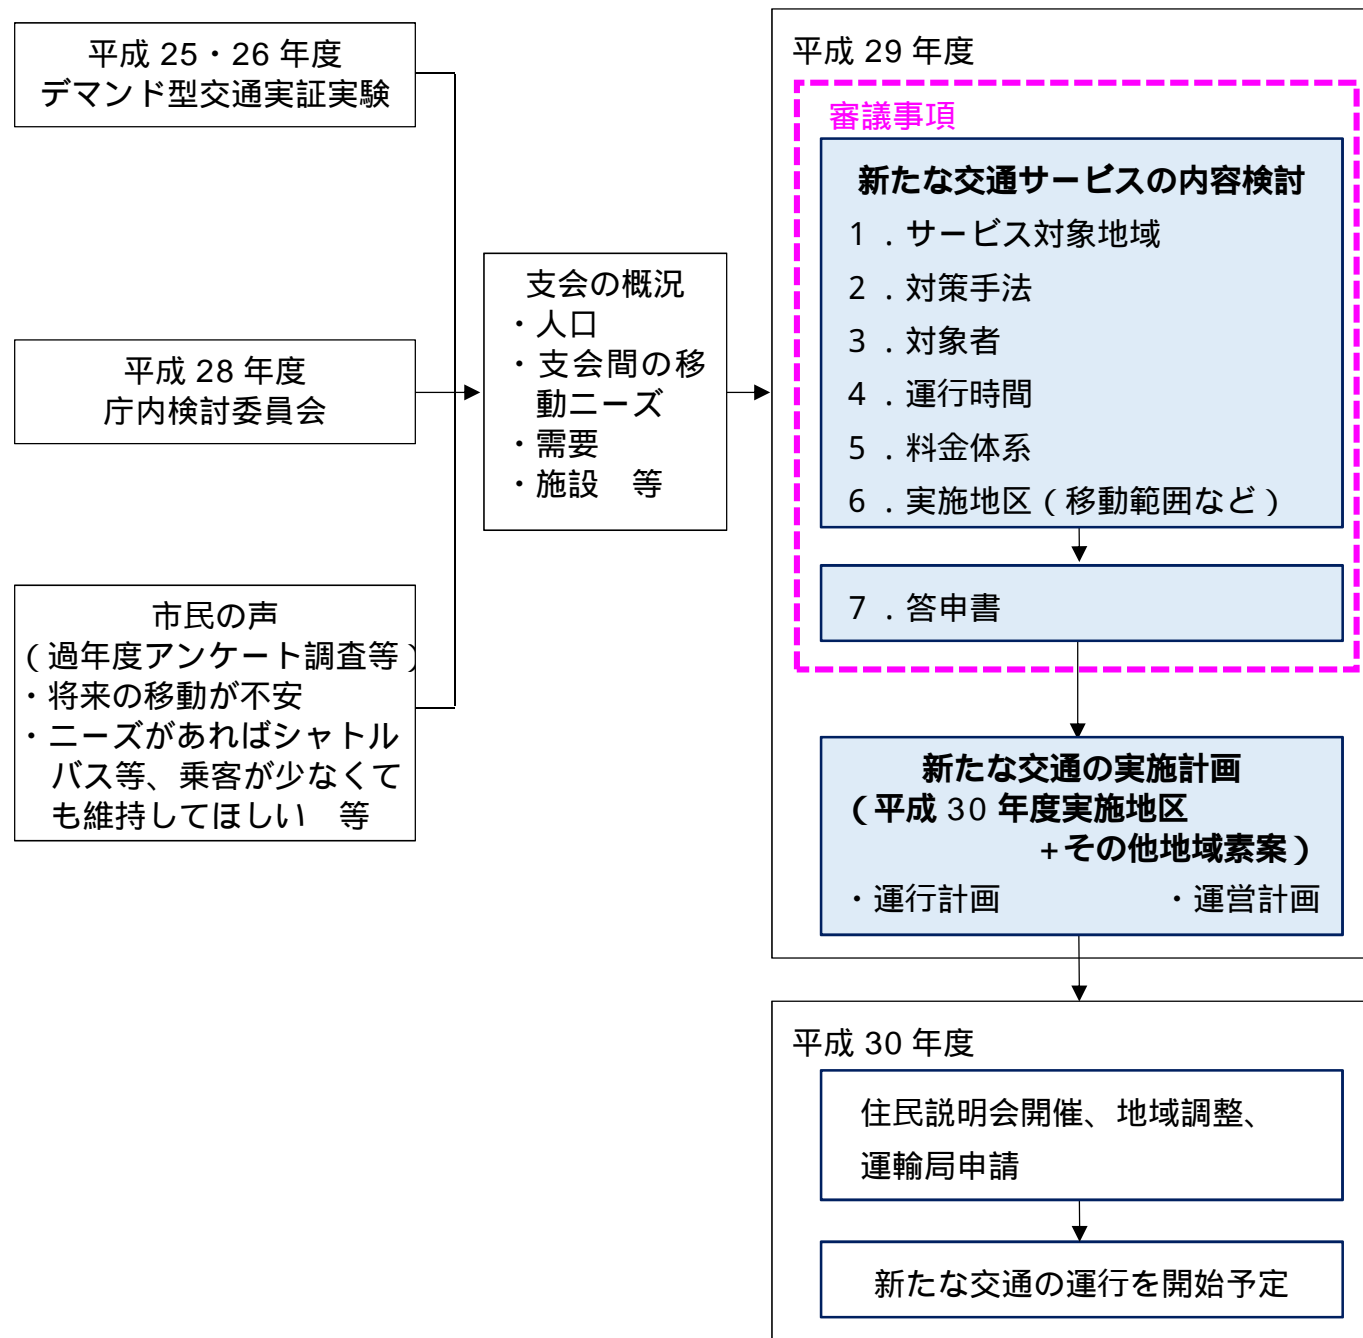 平成 25・26 年度
デマンド型交通実証実験
平成 28 年度
庁内検討委員会
市民の声
（過年度アンケート調査等）
・将来の移動が不安
・ニーズがあればシャトル
バス等、乗客が少なくて
も維持してほしい　等
支会の概況
・人口
・支会間の移
動ニーズ
・需要
・施設　等
平成 29 年度
審議事項
新たな交通サービスの内容検討
1．サービス対象地域
2．対策手法
3．対象者
4．運行時間
5．料金体系
6．実施地区（移動範囲など）
7．答申書
新たな交通の実施計画
（平成 30 年度実施地区
+その他地域素案）
・運行計画　・運営計画
平成 30 年度
住民説明会開催、地域調整、
運輸局申請
新たな交通の運行を開始予定